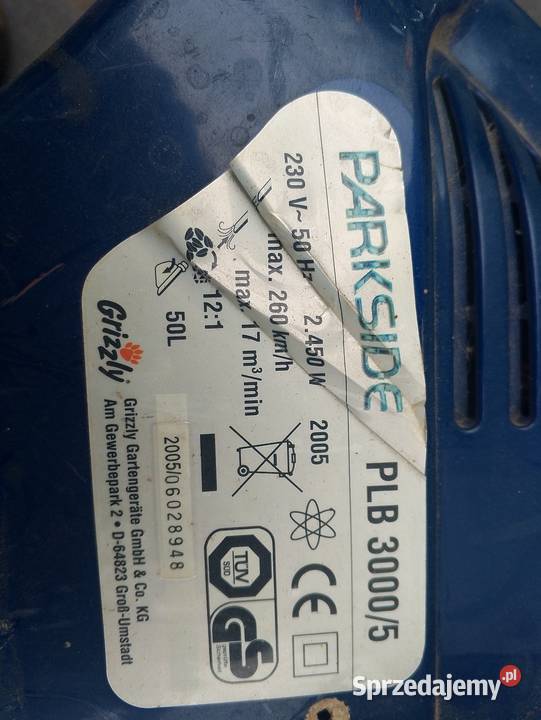 PARKSIDE PLB 3000/5
230 V~ 50 Hz 2.450 W 2005
max. 260 km/h
max. 17 m³/min
12:1
50L
CE
TÜV
SÜD
GS
geprüfte
Sicherheit
Grizzly
2005/06028948
Grizzly Gartengeräte GmbH & Co. KG
Am Gewerbepark 2 • D-64823 Groß-Umstadt
Sprzedajemy.pl